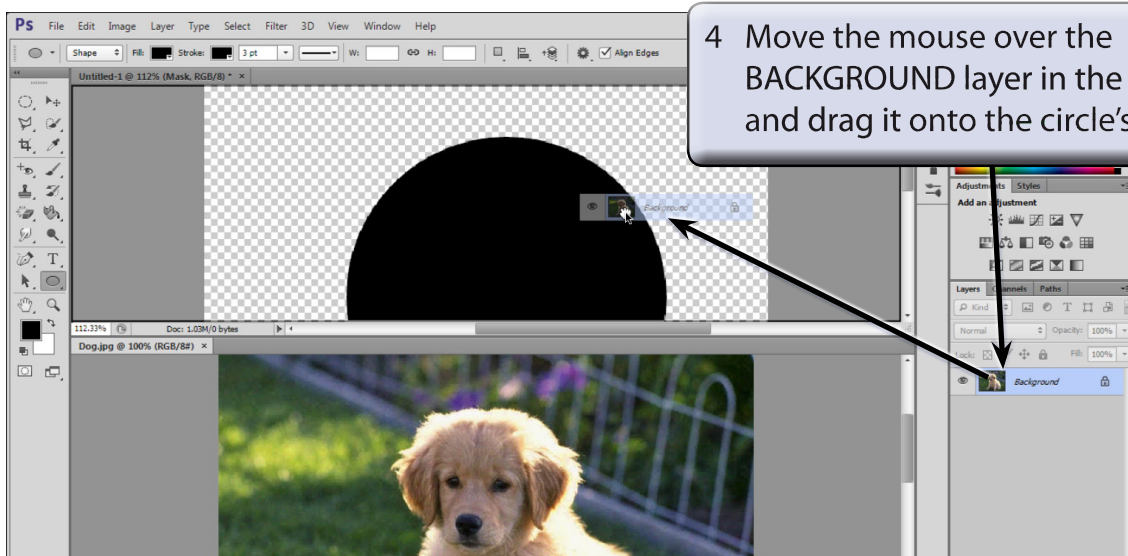 Ps File Edit Image Layer Type Select Filter 3D View Window Help
4 Move the mouse over the
BACKGROUND layer in the
and drag it onto the circle's
Shape Fill: Stroke: 3 pt W: H: Align Edges
Untitled-1 @ 112% (Mask, RGB/8) * ×
Background
Adjustments Styles
Add an adjustment
Layers Channels Paths
Kind
Normal Opacity: 100%
Lock: Fill: 100%
Background
112.33% Doc: 1.03M/0 bytes
Dog.jpg @ 100% (RGB/8#) ×